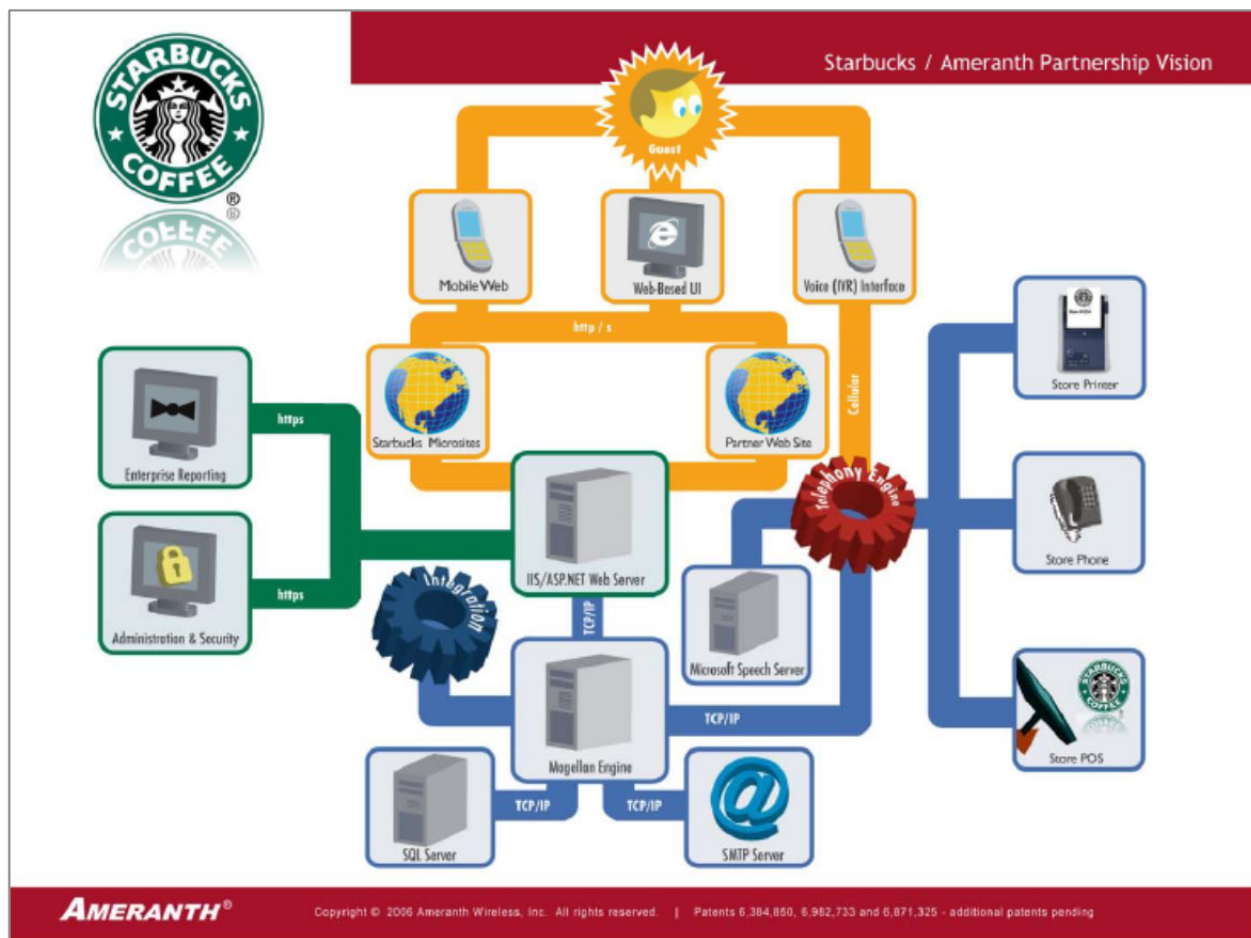 Starbucks / Ameranth Partnership Vision
STARBUCKS
COFFEE
®
®
COFFEE
Guest
Mobile Web
Web-Based UI
Voice (IVR) Interface
http / s
Cellular
Starbucks Microsites
Partner Web Site
Store Printer
https
Enterprise Reporting
Telephony Engine
Store Phone
IIS/ASP.NET Web Server
Integration
https
Administration & Security
TCP/IP
Microsoft Speech Server
STARBUCKS
COFFEE
TCP/IP
Store POS
Magellan Engine
TCP/IP
TCP/IP
SQL Server
@
SMTP Server
AMERANTH®
Copyright © 2006 Ameranth Wireless, Inc. All rights reserved. | Patents 6,384,850, 6,982,733 and 6,871,325 - additional patents pending